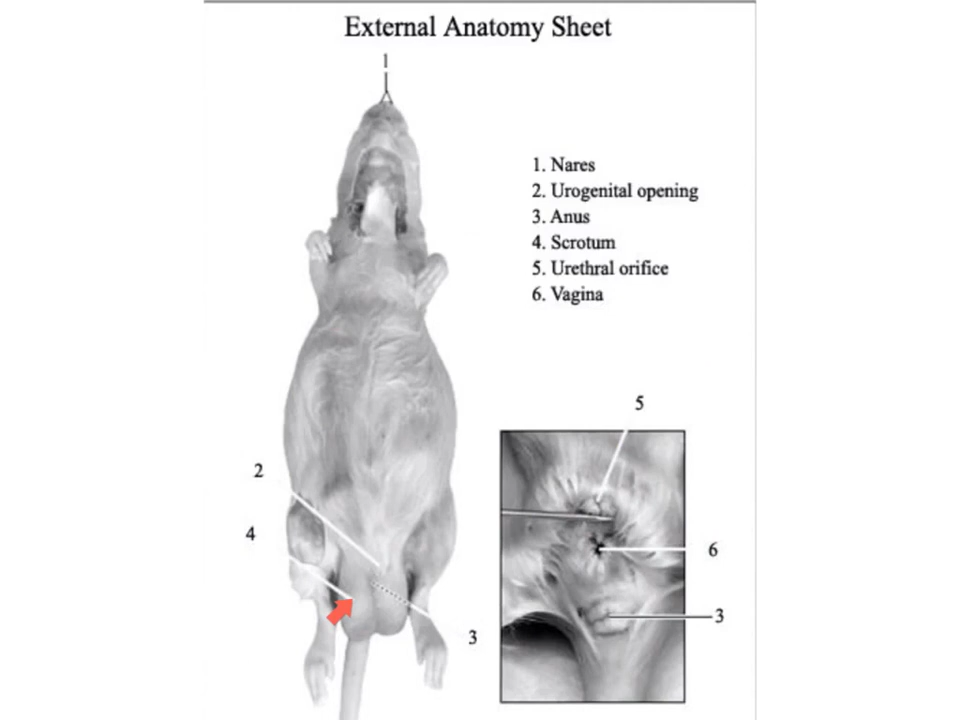 External Anatomy Sheet
1
1. Nares
2. Urogenital opening
3. Anus
4. Scrotum
5. Urethral orifice
6. Vagina
5
2
4
6
3
3